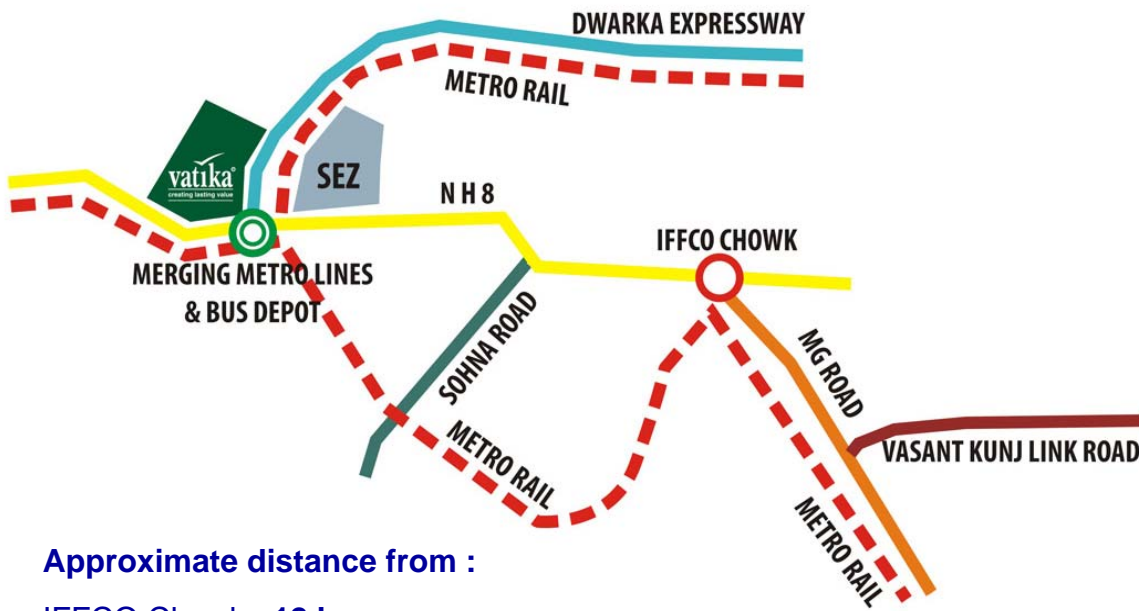 DWARKA EXPRESSWAY
METRO RAIL
vatika
creating lasting value
SEZ
N H 8
IFFCO CHOWK
MERGING METRO LINES
& BUS DEPOT
SOHNA ROAD
MG ROAD
METRO RAIL
VASANT KUNJ LINK ROAD
METRO RAIL
Approximate distance from :